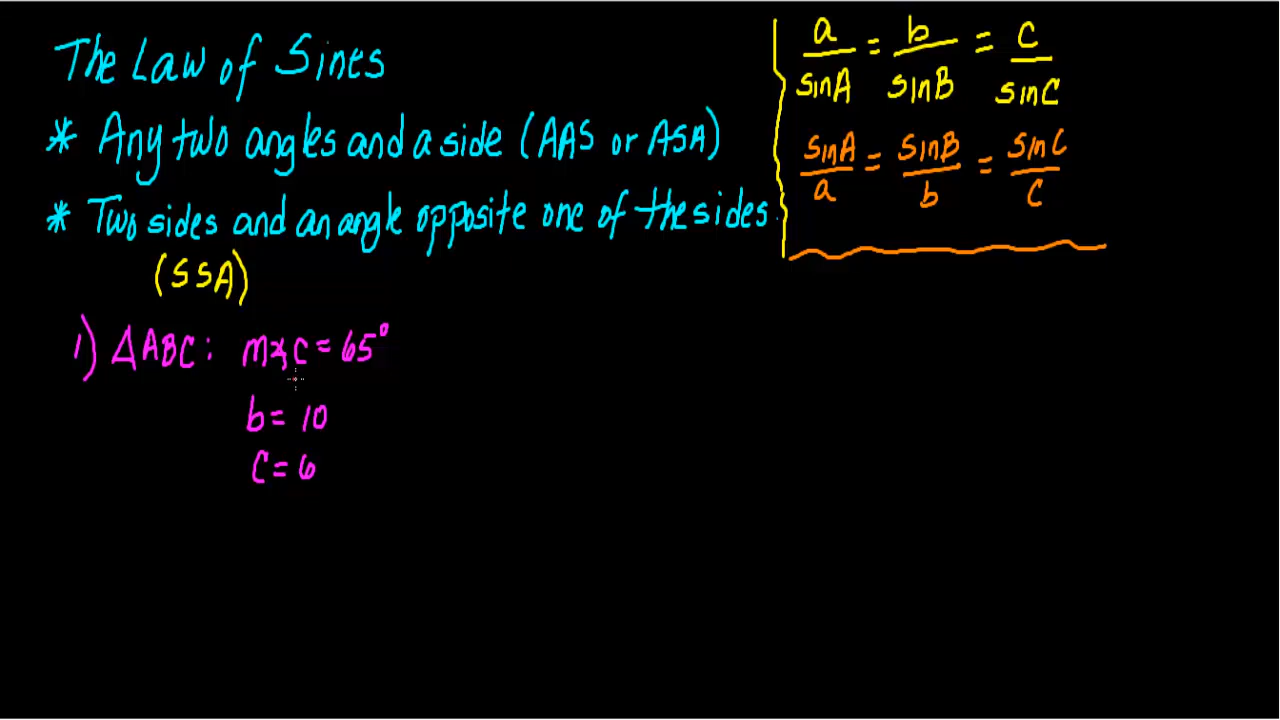 The Law of Sines
* Any two angles and a side (AAS or ASA)
* Two sides and an angle opposite one of the sides.
(SSA)
a/sinA = b/sinB = c/sinC
sinA/a = sinB/b = sinC/c
1) △ABC: m∡C = 65°
b = 10
c = 6